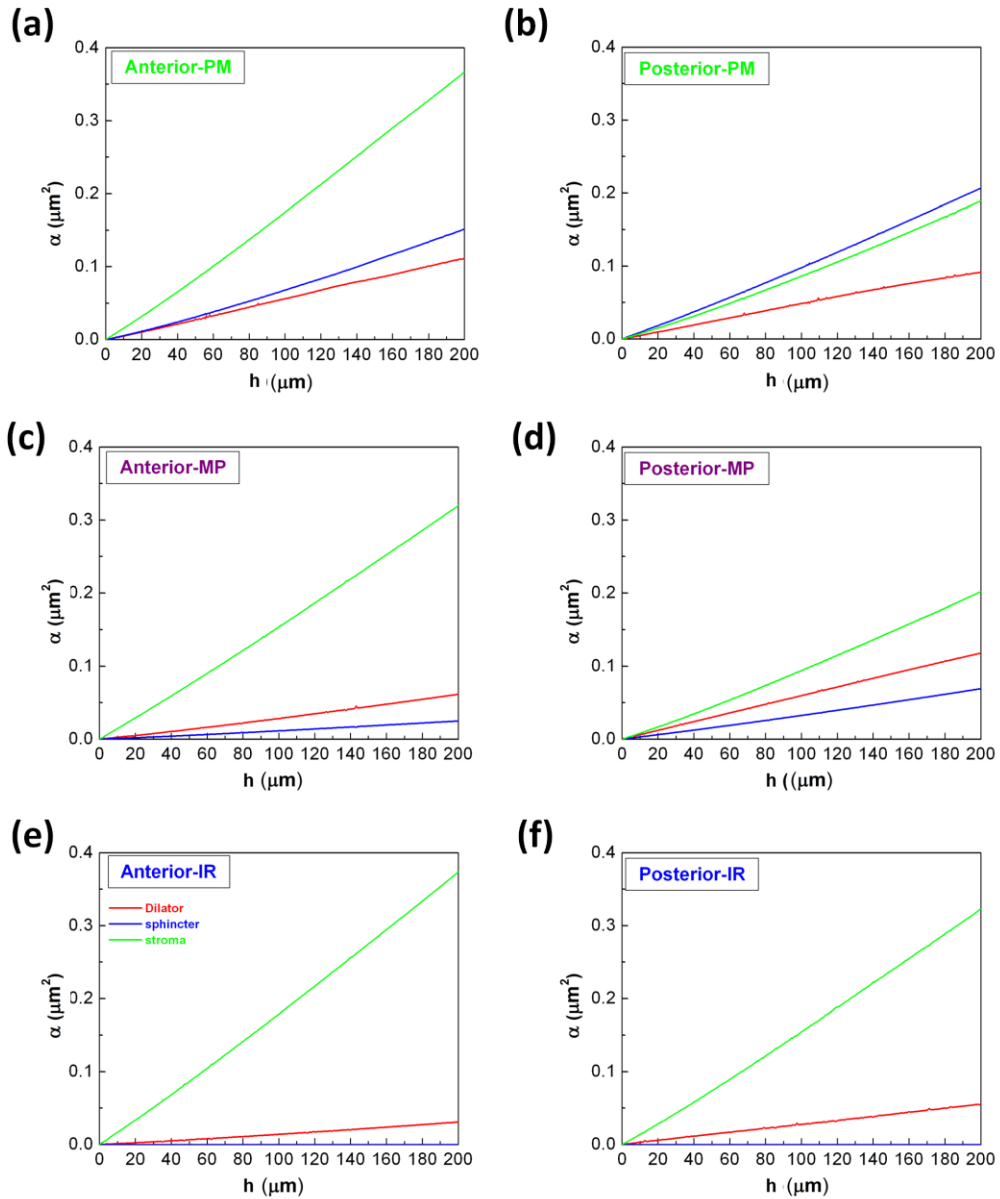 (a)
Anterior-PM
0.4
0.3
0.2
0.1
0.0
α (μm²)
0 20 40 60 80 100 120 140 160 180 200
h (μm)
(b)
Posterior-PM
0.4
0.3
0.2
0.1
0.0
α (μm²)
0 20 40 60 80 100 120 140 160 180 200
h (μm)
(c)
Anterior-MP
0.4
0.3
0.2
0.1
0.0
α (μm²)
0 20 40 60 80 100 120 140 160 180 200
h (μm)
(d)
Posterior-MP
0.4
0.3
0.2
0.1
0.0
α (μm²)
0 20 40 60 80 100 120 140 160 180 200
h ((μm)
(e)
Anterior-IR
Dilator
sphincter
stroma
0.4
0.3
0.2
0.1
0.0
α (μm²)
0 20 40 60 80 100 120 140 160 180 200
h (μm)
(f)
Posterior-IR
0.4
0.3
0.2
0.1
0.0
α (μm²)
0 20 40 60 80 100 120 140 160 180 200
h (μm)